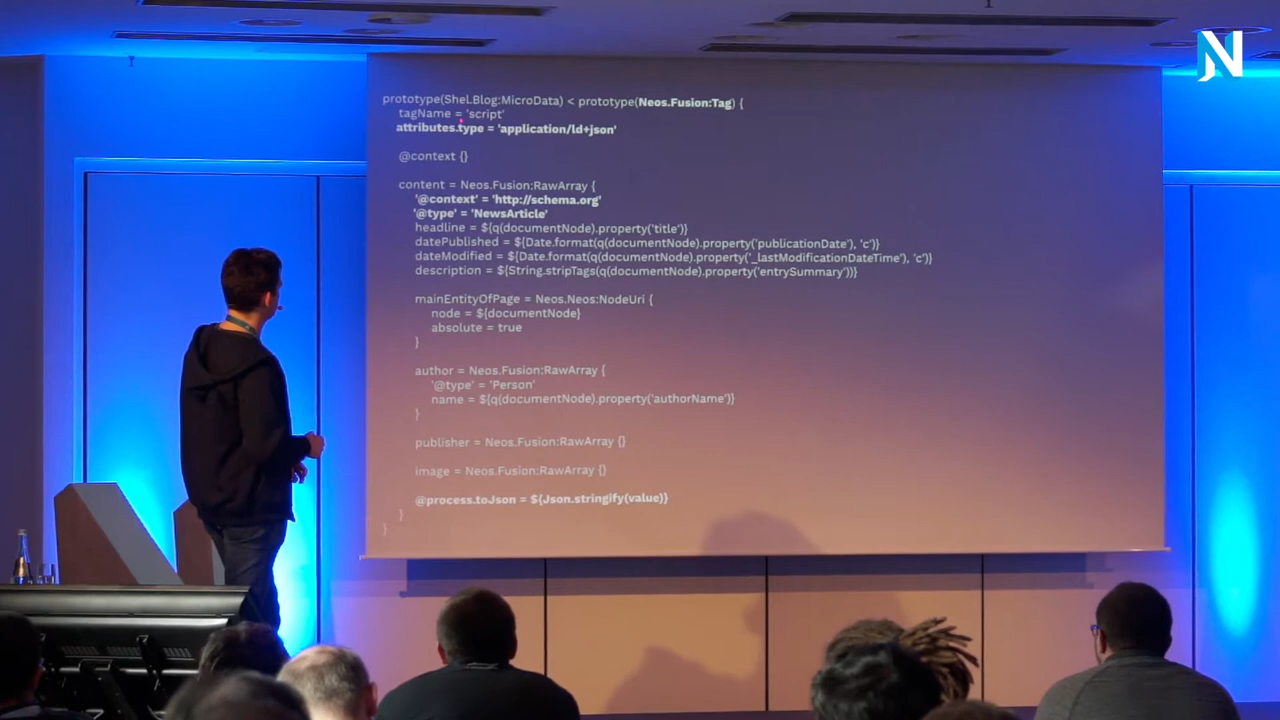 prototype(Shel.Blog:MicroData) < prototype(Neos.Fusion:Tag) {
tagName = 'script'
attributes.type = 'application/ld+json'
@context {}
content = Neos.Fusion:RawArray {
'@context' = 'http://schema.org'
'@type' = 'NewsArticle'
headline = ${q(documentNode).property('title')}
datePublished = ${Date.format(q(documentNode).property('publicationDate'), 'c')}
dateModified = ${Date.format(q(documentNode).property('_lastModificationDateTime'), 'c')}
description = ${String.stripTags(q(documentNode).property('entrySummary'))}
mainEntityOfPage = Neos.Neos:NodeUri {
node = ${documentNode}
absolute = true
}
author = Neos.Fusion:RawArray {
'@type' = 'Person'
name = ${q(documentNode).property('authorName')}
}
publisher = Neos.Fusion:RawArray {}
image = Neos.Fusion:RawArray {}
@process.toJson = ${Json.stringify(value)}
}
}
N